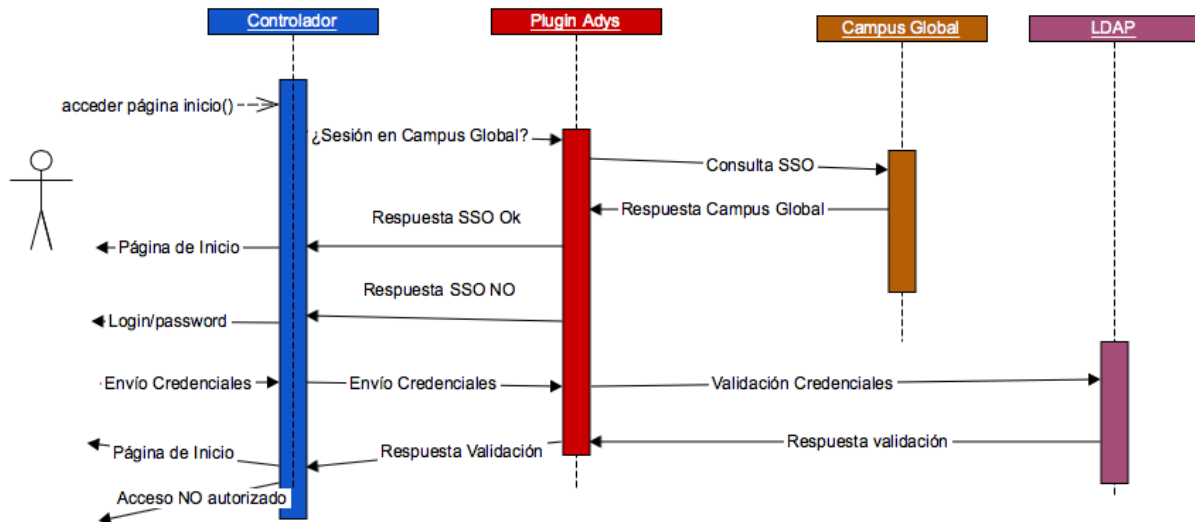 Controlador
Plugin Adys
Campus Global
LDAP
acceder página inicio()
¿Sesión en Campus Global?
Consulta SSO
Respuesta Campus Global
Respuesta SSO Ok
Página de Inicio
Respuesta SSO NO
Login/password
Envío Credenciales
Envío Credenciales
Validación Credenciales
Respuesta validación
Respuesta Validación
Página de Inicio
Acceso NO autorizado